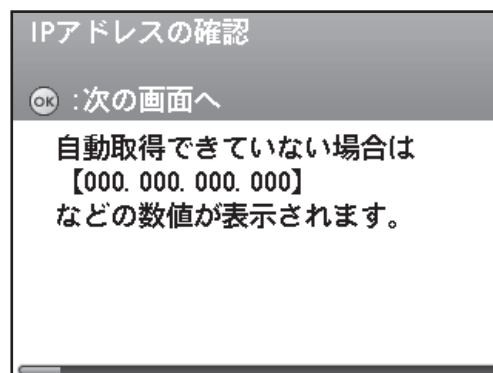 IPアドレスの確認
OK :次の画面へ
自動取得できていない場合は
【000. 000. 000. 000】
などの数値が表示されます。